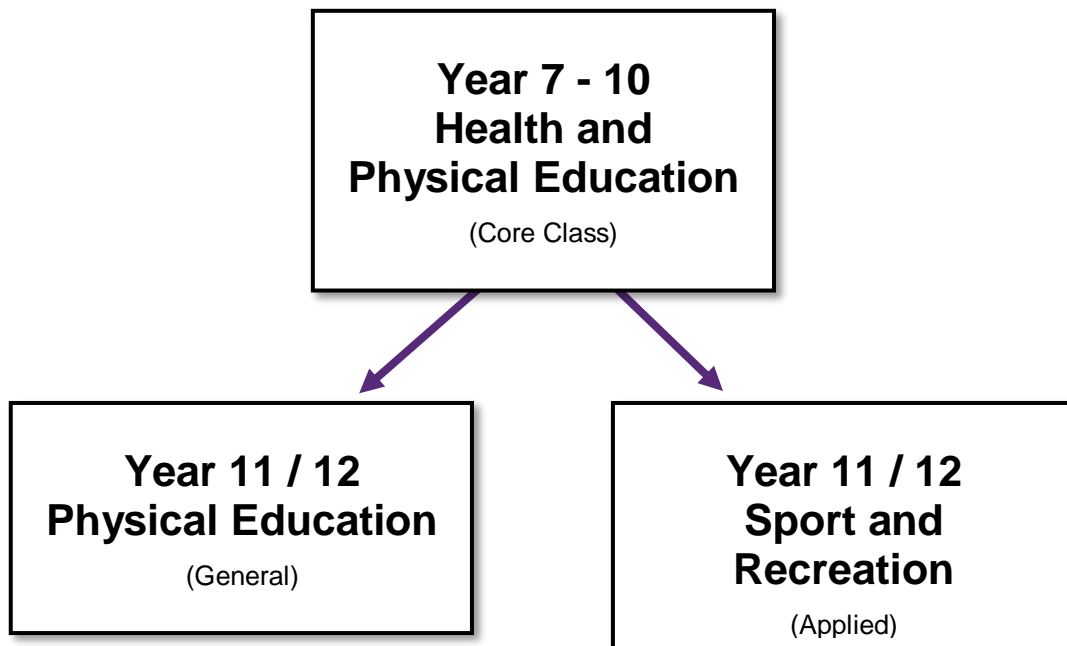 Year 7 - 10
Health and
Physical Education
(Core Class)
Year 11 / 12
Physical Education
(General)
Year 11 / 12
Sport and
Recreation
(Applied)